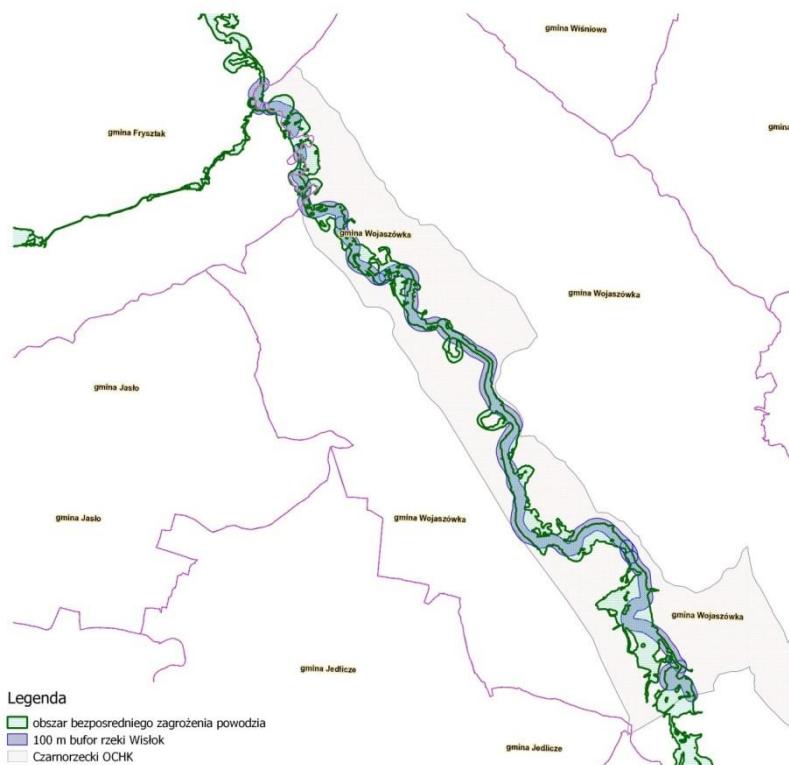 gmina Wiśniowa
gmina Frysztak
gmina
gmina Wojaszówka
gmina Wojaszówka
gmina Jasło
gmina Jasło
gmina Wojaszówka
gmina Wojaszówka
gmina Jedlicze
gmina Jedlicze
Legenda
obszar bezposredniego zagrożenia powodzia
100 m bufor rzeki Wisłok
Czarnorzecki OCHK